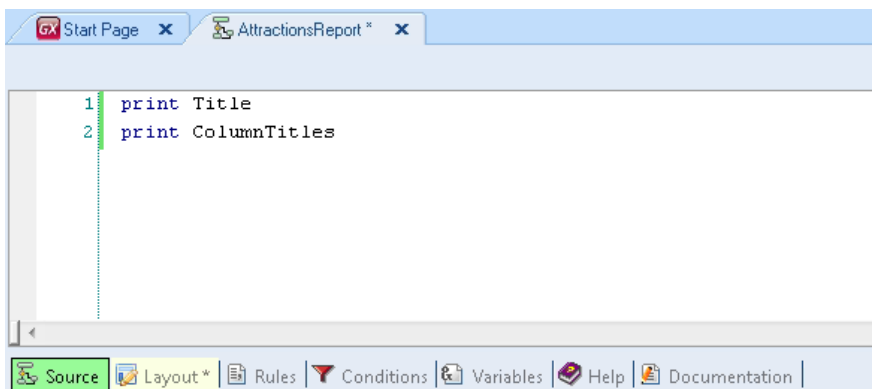 GX Start Page x AttractionsReport * x
1 print Title
2 print ColumnTitles
Source Layout * Rules Conditions Variables Help Documentation